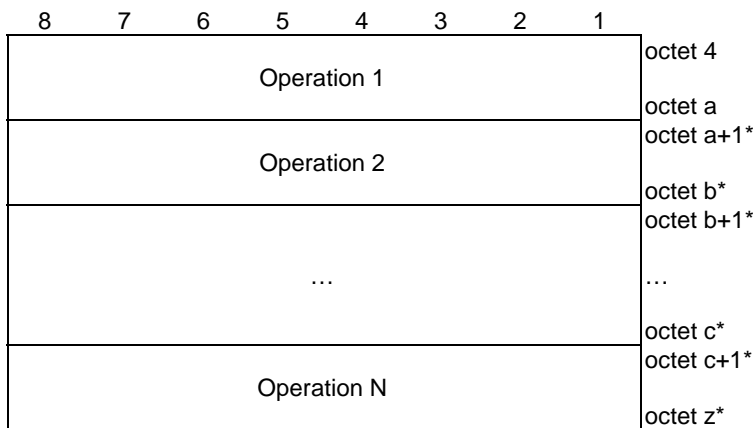 8 7 6 5 4 3 2 1
octet 4
Operation 1
octet a
octet a+1*
Operation 2
octet b*
octet b+1*
… …
octet c*
octet c+1*
Operation N
octet z*